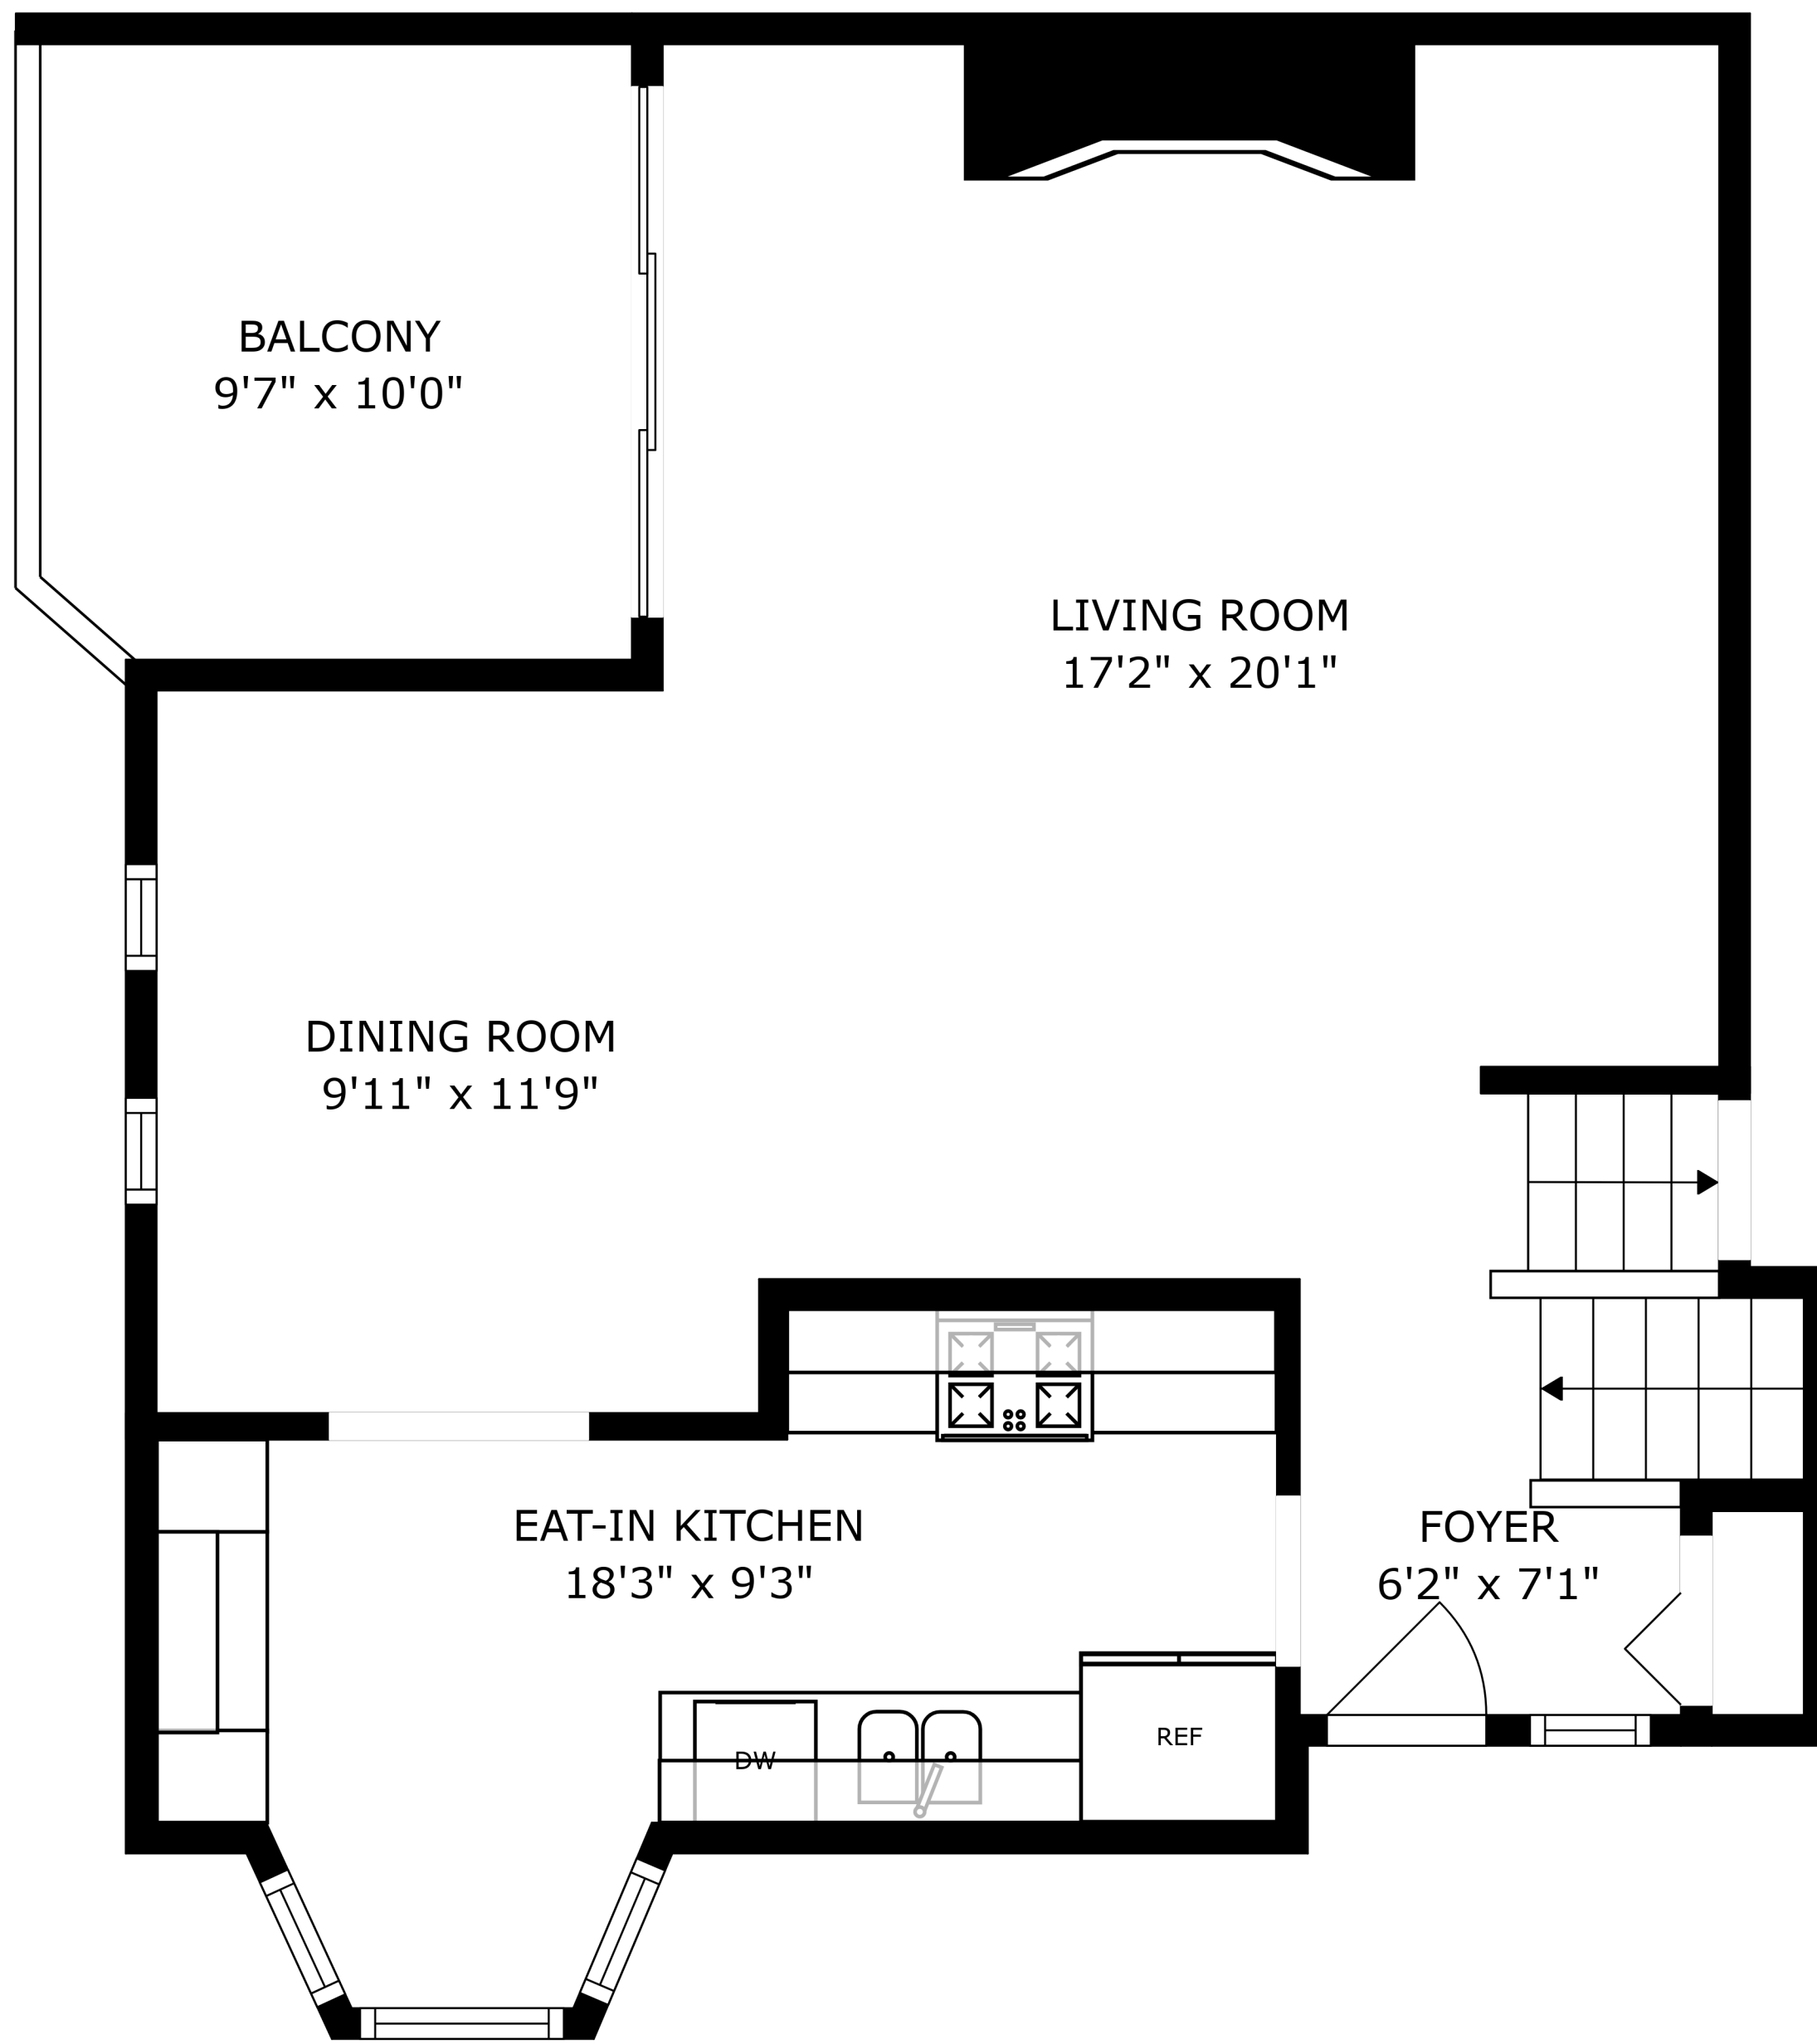 BALCONY
9'7" x 10'0"
LIVING ROOM
17'2" x 20'1"
DINING ROOM
9'11" x 11'9"
EAT-IN KITCHEN
18'3" x 9'3"
FOYER
6'2" x 7'1"
REF
DW